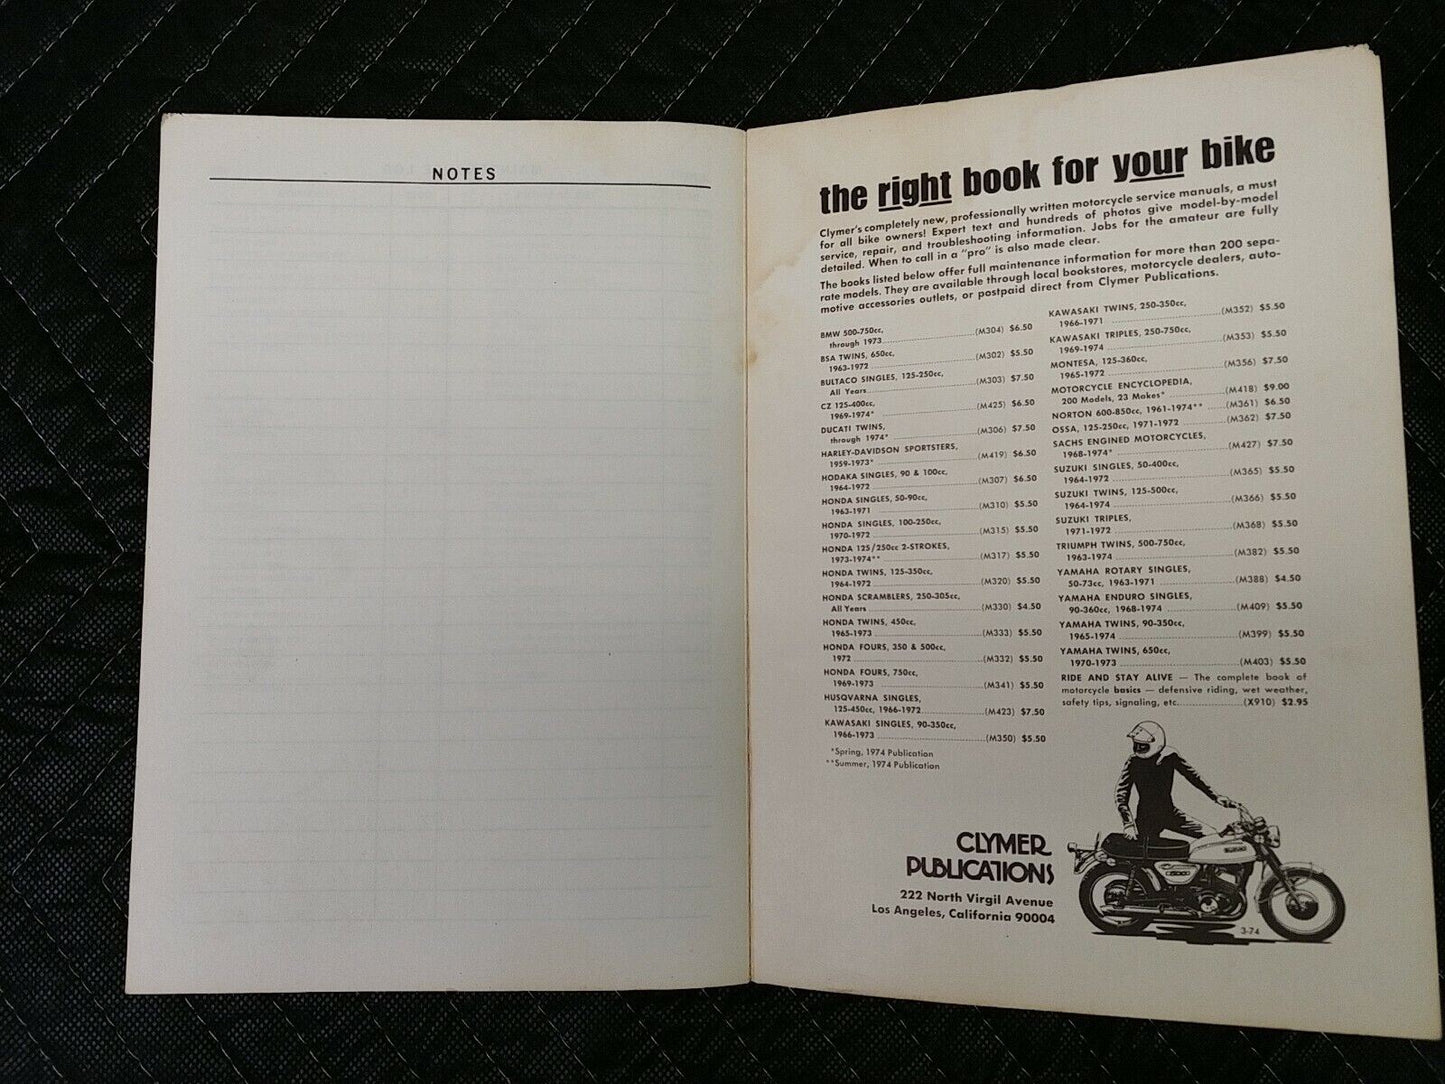 NOTES
the right book for your bike
Clymer's completely new, professionally written motorcycle service manuals, a must
for all bike owners! Expert text and hundreds of photos give model-by-model
service, repair, and troubleshooting information. Jobs for the amateur are fully
detailed. When to call in a "pro" is also made clear.
The books listed below offer full maintenance information for more than 200 sepa-
rate models. They are available through local bookstores, motorcycle dealers, auto-
motive accessories outlets, or postpaid direct from Clymer Publications.
BMW 500-750cc,
through 1973 (M304) $6.50
BSA TWINS, 650cc,
1963-1972 (M302) $5.50
BULTACO SINGLES, 125-250cc,
All Years (M303) $7.50
CZ 125-400cc,
1969-1974* (M425) $6.50
DUCATI TWINS,
through 1974* (M306) $7.50
HARLEY-DAVIDSON SPORTSTERS,
1959-1973* (M419) $6.50
HODAKA SINGLES, 90 & 100cc,
1964-1972 (M307) $6.50
HONDA SINGLES, 50-90cc,
1963-1971 (M310) $5.50
HONDA SINGLES, 100-250cc,
1970-1972 (M315) $5.50
HONDA 125/250cc 2-STROKES,
1973-1974** (M317) $5.50
HONDA TWINS, 125-350cc,
1964-1972 (M320) $5.50
HONDA SCRAMBLERS, 250-305cc,
All Years (M330) $4.50
HONDA TWINS, 450cc,
1965-1973 (M333) $5.50
HONDA FOURS, 350 & 500cc,
1972 (M332) $5.50
HONDA FOURS, 750cc,
1969-1973 (M341) $5.50
HUSQVARNA SINGLES,
125-450cc, 1966-1972 (M423) $7.50
KAWASAKI SINGLES, 90-350cc,
1966-1973 (M350) $5.50
*Spring, 1974 Publication
**Summer, 1974 Publication
KAWASAKI TWINS, 250-350cc,
1966-1971 (M352) $5.50
KAWASAKI TRIPLES, 250-750cc,
1969-1974 (M353) $5.50
MONTESA, 125-360cc,
1965-1972 (M356) $7.50
MOTORCYCLE ENCYCLOPEDIA,
200 Models, 23 Makes* (M418) $9.00
NORTON 600-850cc, 1961-1974** (M361) $6.50
OSSA, 125-250cc, 1971-1972 (M362) $7.50
SACHS ENGINED MOTORCYCLES,
1968-1974* (M427) $7.50
SUZUKI SINGLES, 50-400cc,
1964-1972 (M365) $5.50
SUZUKI TWINS, 125-500cc,
1964-1974 (M366) $5.50
SUZUKI TRIPLES,
1971-1972 (M368) $5.50
TRIUMPH TWINS, 500-750cc,
1963-1974 (M382) $5.50
YAMAHA ROTARY SINGLES,
50-73cc, 1963-1971 (M388) $4.50
YAMAHA ENDURO SINGLES,
90-360cc, 1968-1974 (M409) $5.50
YAMAHA TWINS, 90-350cc,
1965-1974 (M399) $5.50
YAMAHA TWINS, 650cc,
1970-1973 (M403) $5.50
RIDE AND STAY ALIVE — The complete book of
motorcycle basics — defensive riding, wet weather,
safety tips, signaling, etc. (X910) $2.95
CLYMER
PUBLICATIONS
222 North Virgil Avenue
Los Angeles, California 90004
SUZUKI
3-74